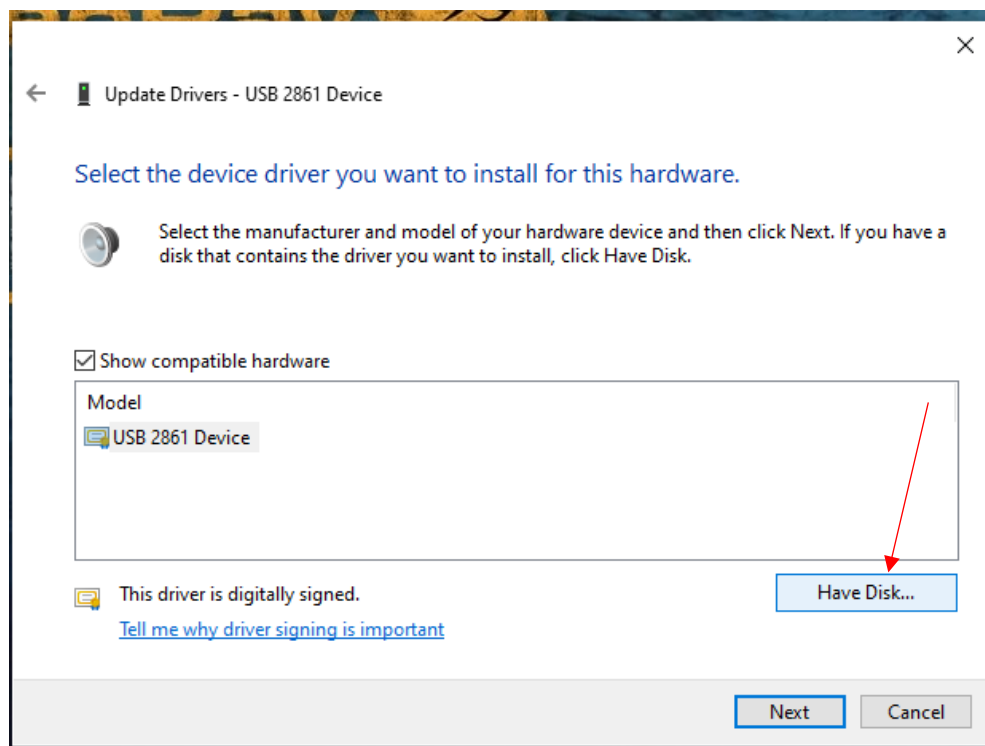 Update Drivers - USB 2861 Device
Select the device driver you want to install for this hardware.
Select the manufacturer and model of your hardware device and then click Next. If you have a
disk that contains the driver you want to install, click Have Disk.
Show compatible hardware
Model
USB 2861 Device
This driver is digitally signed.
Have Disk...
Tell me why driver signing is important
Next
Cancel